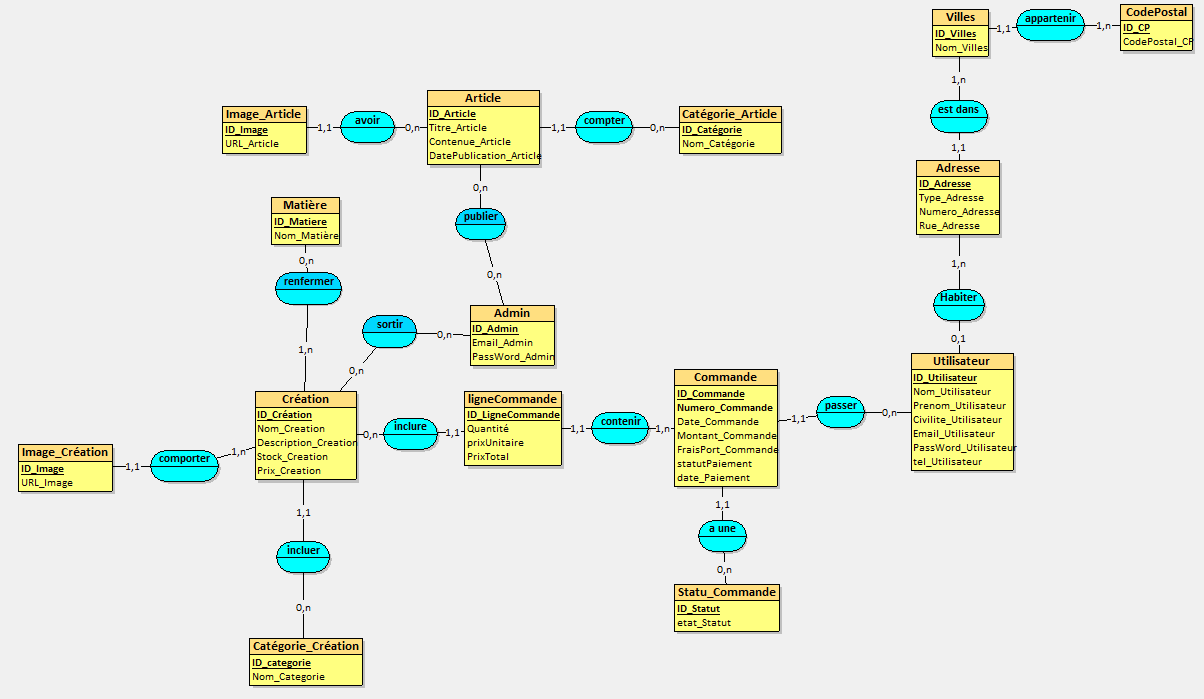 Villes
ID_Villes
Nom_Villes
1,1
appartenir
1,n
CodePostal
ID_CP
CodePostal_CP
1,n
est dans
1,1
Adresse
ID_Adresse
Type_Adresse
Numero_Adresse
Rue_Adresse
1,n
Habiter
0,1
Utilisateur
ID_Utilisateur
Nom_Utilisateur
Prenom_Utilisateur
Civilite_Utilisateur
Email_Utilisateur
PassWord_Utilisateur
tel_Utilisateur
Image_Article
ID_Image
URL_Article
1,1
avoir
0,n
Article
ID_Article
Titre_Article
Contenue_Article
DatePublication_Article
1,1
compter
0,n
Catégorie_Article
ID_Catégorie
Nom_Catégorie
0,n
publier
0,n
Admin
ID_Admin
Email_Admin
PassWord_Admin
0,n
sortir
0,n
Matière
ID_Matiere
Nom_Matière
0,n
renfermer
1,n
Création
ID_Création
Nom_Creation
Description_Creation
Stock_Creation
Prix_Creation
0,n
inclure
1,1
ligneCommande
ID_LigneCommande
Quantité
prixUnitaire
PrixTotal
1,1
contenir
1,n
Commande
ID_Commande
Numero_Commande
Date_Commande
Montant_Commande
FraisPort_Commande
statutPaiement
date_Paiement
1,1
passer
0,n
Image_Création
ID_Image
URL_Image
1,1
comporter
1,n
1,1
incluer
0,n
Catégorie_Création
ID_categorie
Nom_Categorie
1,1
a une
0,n
Statu_Commande
ID_Statut
etat_Statut